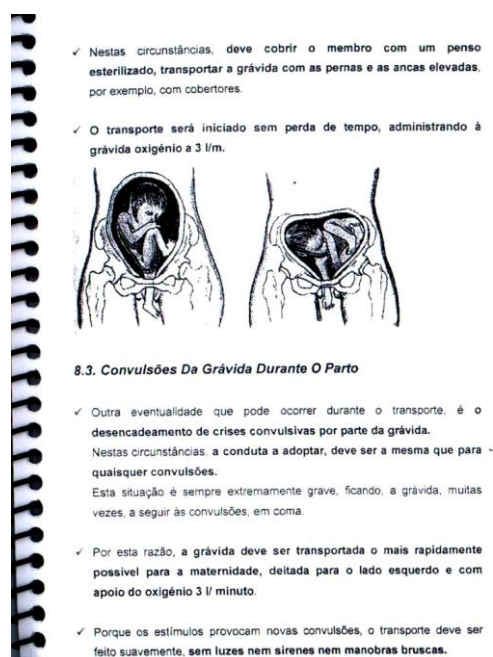 ✓ Nestas circunstâncias, deve cobrir o membro com um penso
esterilizado, transportar a grávida com as pernas e as ancas elevadas,
por exemplo, com cobertores.
✓ O transporte será iniciado sem perda de tempo, administrando à
grávida oxigénio a 3 l/m.
8.3. Convulsões Da Grávida Durante O Parto
✓ Outra eventualidade que pode ocorrer durante o transporte, é o
desencadeamento de crises convulsivas por parte da grávida.
Nestas circunstâncias, a conduta a adoptar, deve ser a mesma que para
quaisquer convulsões.
Esta situação é sempre extremamente grave, ficando, a grávida, muitas
vezes, a seguir às convulsões, em coma.
✓ Por esta razão, a grávida deve ser transportada o mais rapidamente
possivel para a maternidade, deitada para o lado esquerdo e com
apoio do oxigénio 3 l/ minuto.
✓ Porque os estímulos provocam novas convulsões, o transporte deve ser
feito suavemente, sem luzes nem sirenes nem manobras bruscas.